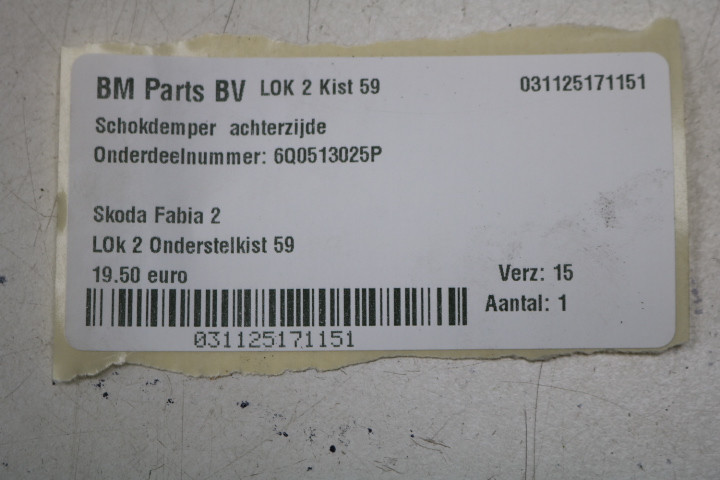 BM Parts BV LOK 2 Kist 59 031125171151
Schokdemper achterzijde
Onderdeelnummer: 6Q0513025P
Skoda Fabia 2
LOk 2 Onderstelkist 59
19.50 euro Verz: 15
Aantal: 1
031125171151